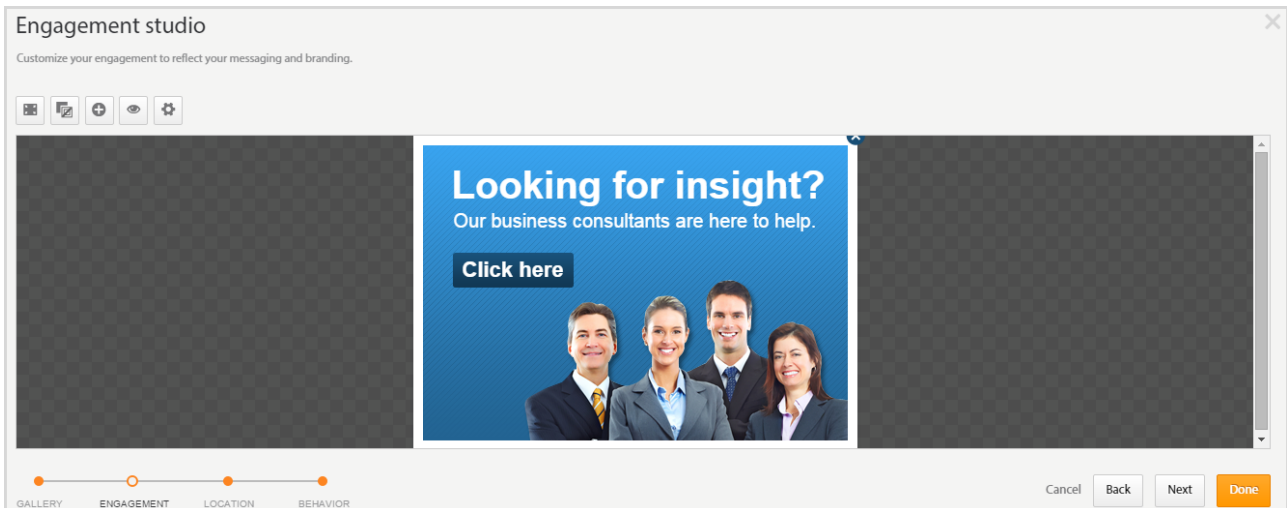 Engagement studio
Customize your engagement to reflect your messaging and branding.
Looking for insight?
Our business consultants are here to help.
Click here
GALLERY ENGAGEMENT LOCATION BEHAVIOR
Cancel Back Next Done